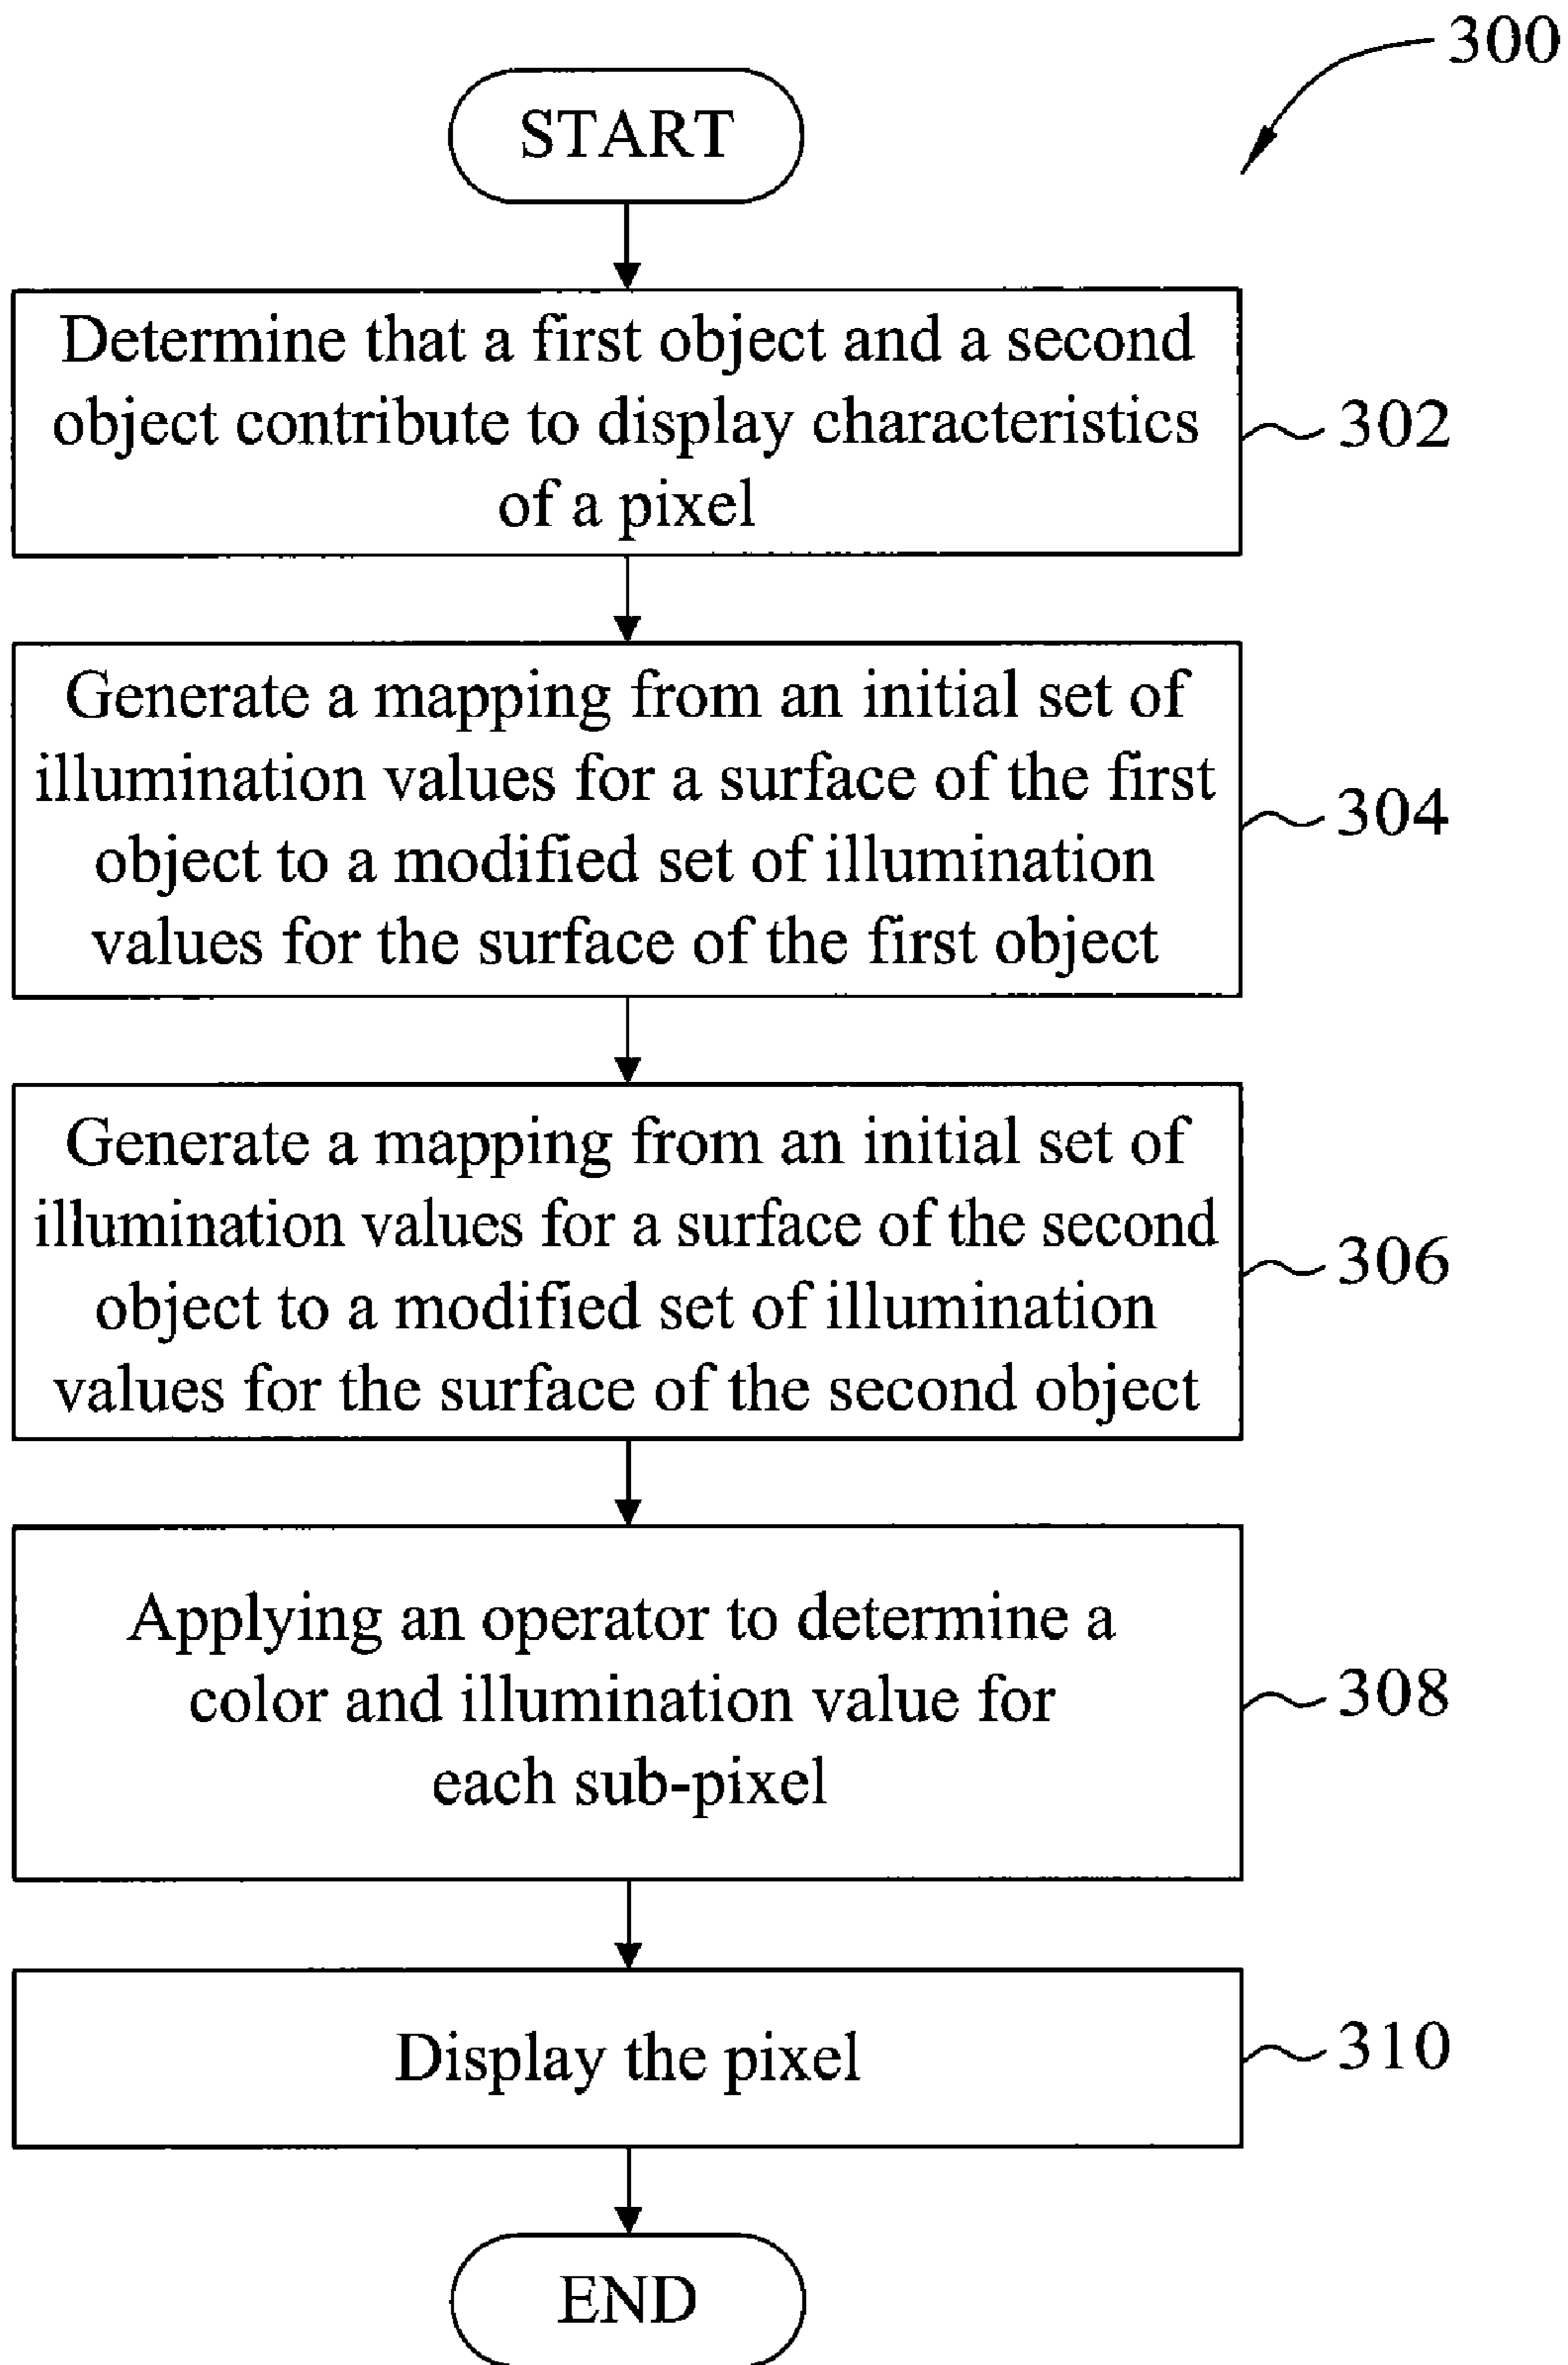 300
START
Determine that a first object and a second
object contribute to display characteristics
of a pixel
302
Generate a mapping from an initial set of
illumination values for a surface of the first
object to a modified set of illumination
values for the surface of the first object
304
Generate a mapping from an initial set of
illumination values for a surface of the second
object to a modified set of illumination
values for the surface of the second object
306
Applying an operator to determine a
color and illumination value for
each sub-pixel
308
Display the pixel
310
END